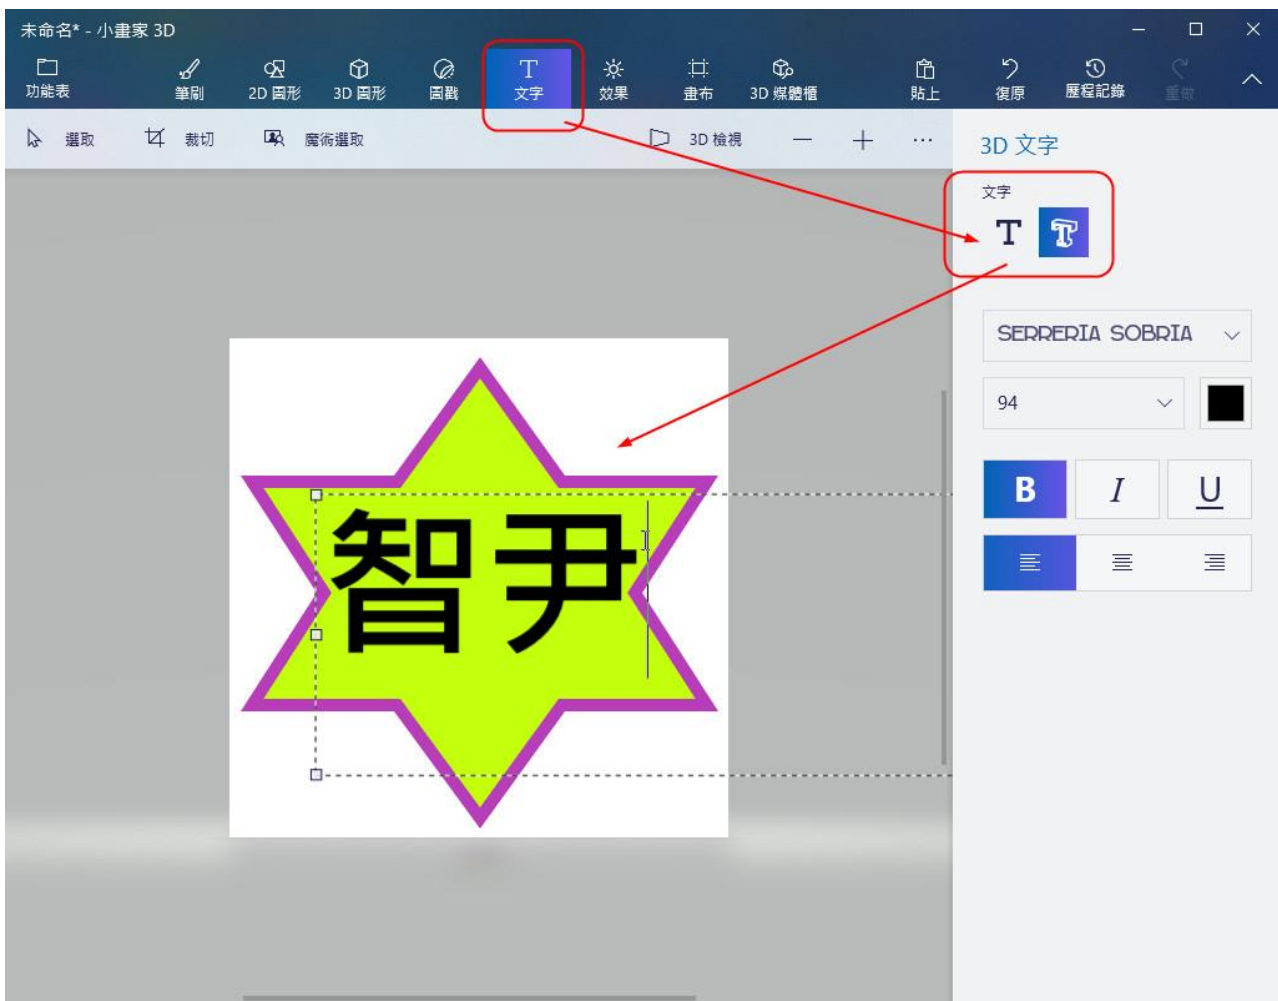 未命名* - 小畫家 3D
功能表 筆刷 2D 圖形 3D 圖形 圖戳 文字 效果 畫布 3D 媒體櫃 貼上 復原 歷程記錄 重做
選取 裁切 魔術選取 3D 檢視
3D 文字
文字
T T
SERRERIA SOBRIA
94
B I U
智尹